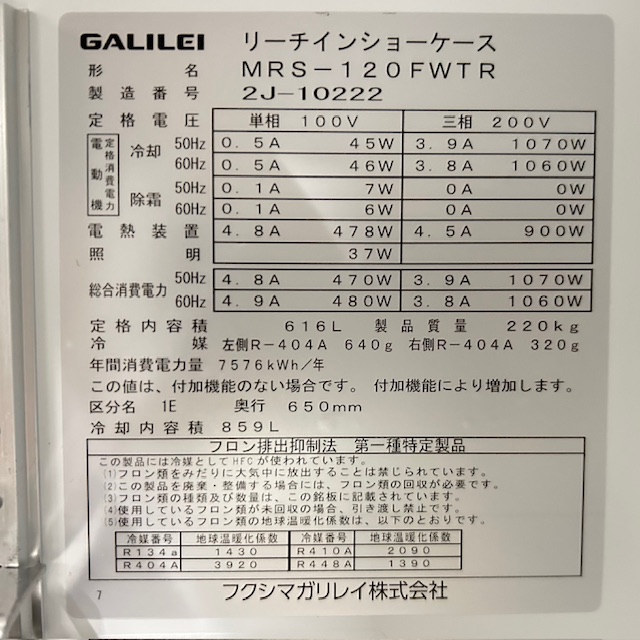 GALILEI リーチインショーケース
形名 MRS-120FWTR
製造番号 2J-10222
定格電圧 単相 100V 三相 200V
電動機 定格消費電力 冷却 50Hz 0.5A 45W 3.9A 1070W
60Hz 0.5A 46W 3.8A 1060W
除霜 50Hz 0.1A 7W 0A 0W
60Hz 0.1A 6W 0A 0W
電熱装置 4.8A 478W 4.5A 900W
照明 37W
総合消費電力 50Hz 4.8A 470W 3.9A 1070W
60Hz 4.9A 480W 3.8A 1060W
定格内容積 616L 製品質量 220kg
冷媒 左側R-404A 640g 右側R-404A 320g
年間消費電力量 7576kWh/年
この値は、付加機能のない場合です。付加機能により増加します。
区分名 1E 奥行 650mm
冷却内容積 859L
フロン排出抑制法 第一種特定製品
この製品には冷媒としてHFCが使われています。
(1)フロン類をみだりに大気中に放出することは禁じられています。
(2)この製品を廃棄・整備する場合には、フロン類の回収が必要です。
(3)フロン類の種類及び数量は、この銘板に記載されています。
(4)使用しているフロン類が未回収の場合、引き渡し禁止です。
(5)使用しているフロン類の地球温暖化係数は、以下のとおりです。
冷媒番号 地球温暖化係数 冷媒番号 地球温暖化係数
R134a 1430 R410A 2090
R404A 3920 R448A 1390
7 フクシマガリレイ株式会社